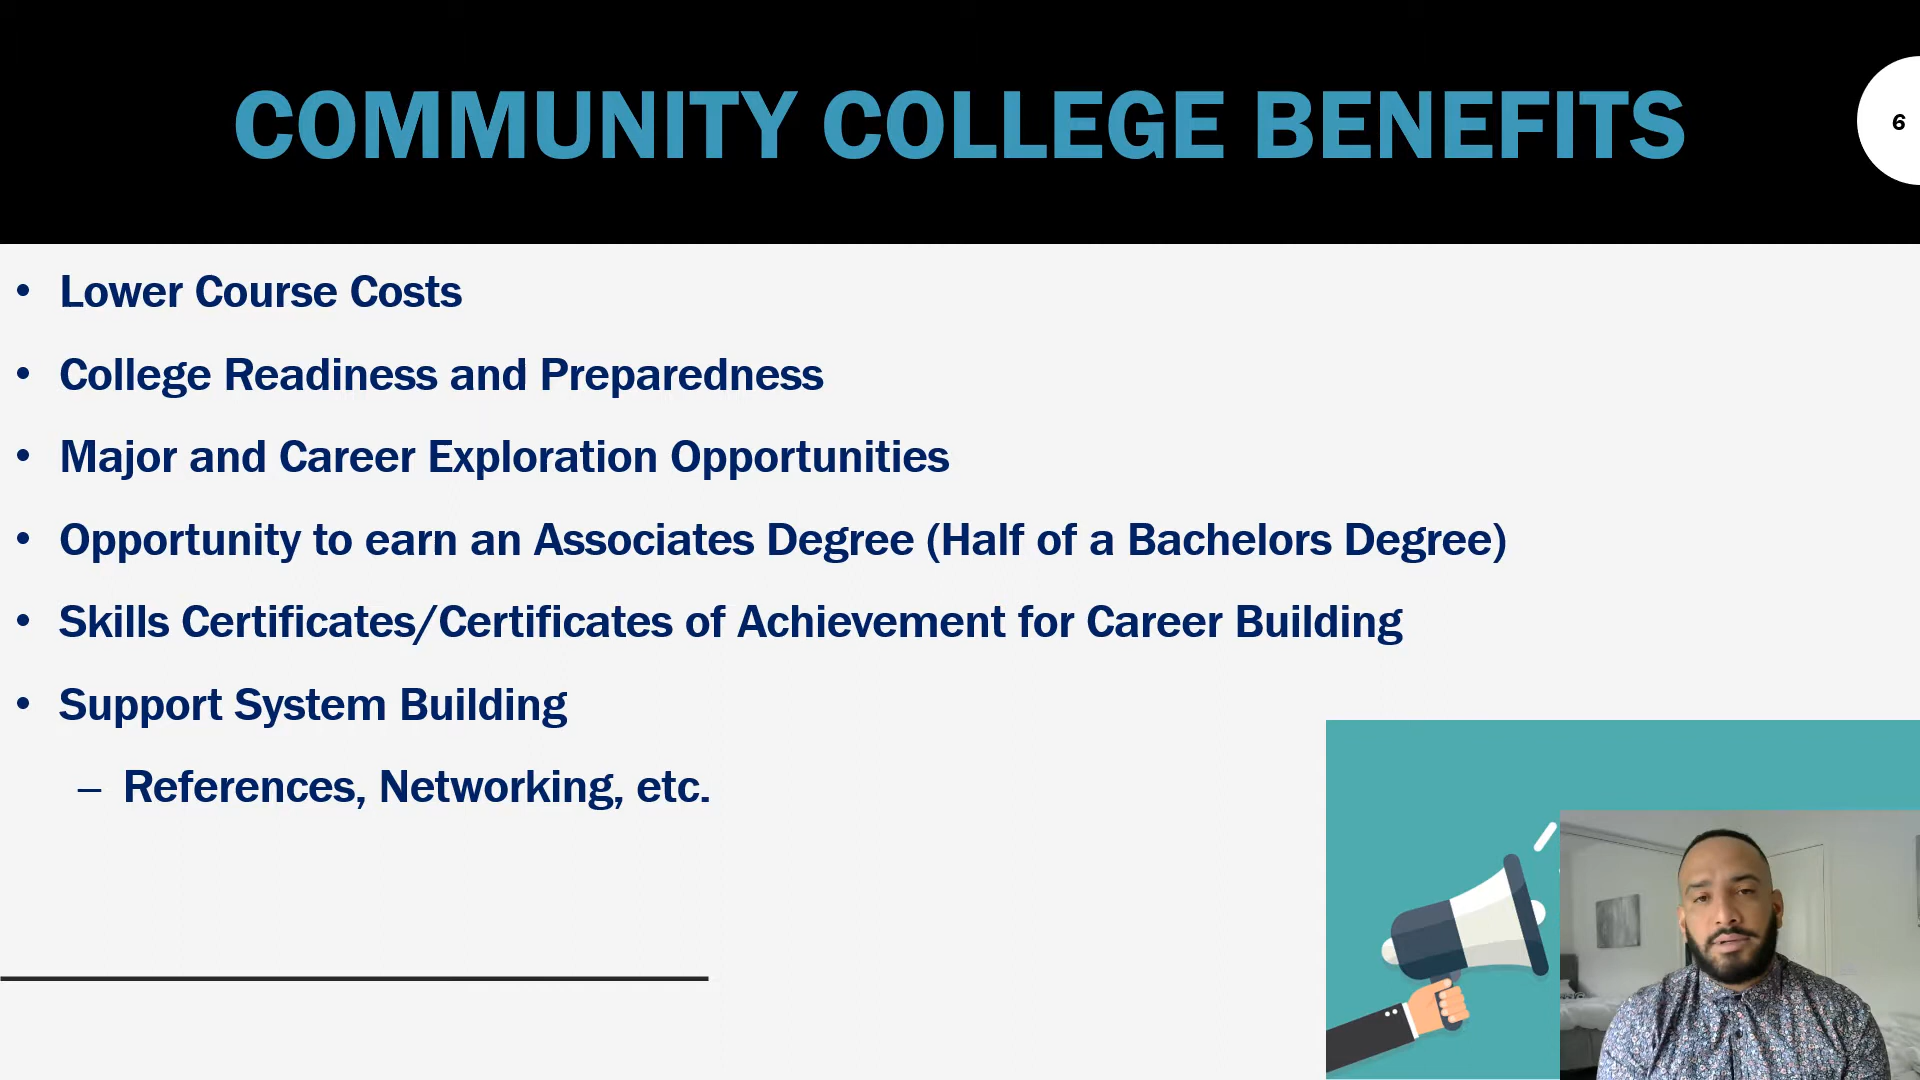 COMMUNITY COLLEGE BENEFITS
6
• Lower Course Costs
• College Readiness and Preparedness
• Major and Career Exploration Opportunities
• Opportunity to earn an Associates Degree (Half of a Bachelors Degree)
• Skills Certificates/Certificates of Achievement for Career Building
• Support System Building
– References, Networking, etc.